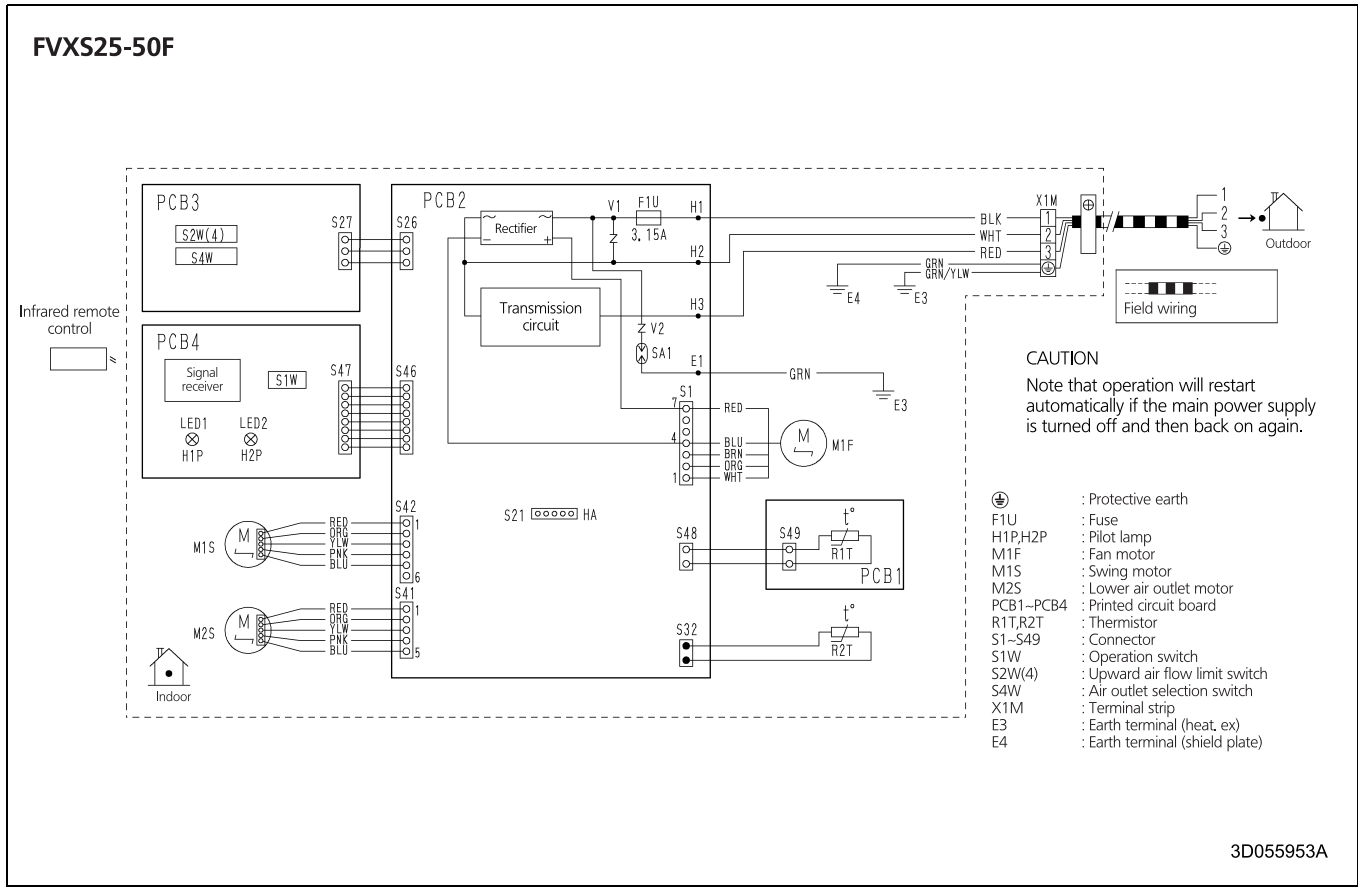 FVXS25-50F
PCB3
S2W(4)
S4W
S27
S26
PCB2
Rectifier
~ ~
- +
V1
F1U
3.15A
H1
H2
H3
Z
Transmission
circuit
Z V2
SA1
E1
GRN
E3
BLK
WHT
RED
GRN
GRN/YLW
E4
E3
X1M
1
2
3
1
2
3
Outdoor
Field wiring
Infrared remote
control
PCB4
Signal
receiver
S1W
LED1
LED2
H1P
H2P
S47
S46
S1
7
4
1
RED
BLU
BRN
ORG
WHT
M
M1F
S21
HA
S42
1
6
M
M1S
RED
ORG
YLW
PNK
BLU
S41
1
5
M
M2S
RED
ORG
YLW
PNK
BLU
Indoor
S48
S49
t°
R1T
PCB1
S32
t°
R2T
CAUTION
Note that operation will restart
automatically if the main power supply
is turned off and then back on again.
: Protective earth
F1U : Fuse
H1P,H2P : Pilot lamp
M1F : Fan motor
M1S : Swing motor
M2S : Lower air outlet motor
PCB1~PCB4 : Printed circuit board
R1T,R2T : Thermistor
S1~S49 : Connector
S1W : Operation switch
S2W(4) : Upward air flow limit switch
S4W : Air outlet selection switch
X1M : Terminal strip
E3 : Earth terminal (heat. ex)
E4 : Earth terminal (shield plate)
3D055953A